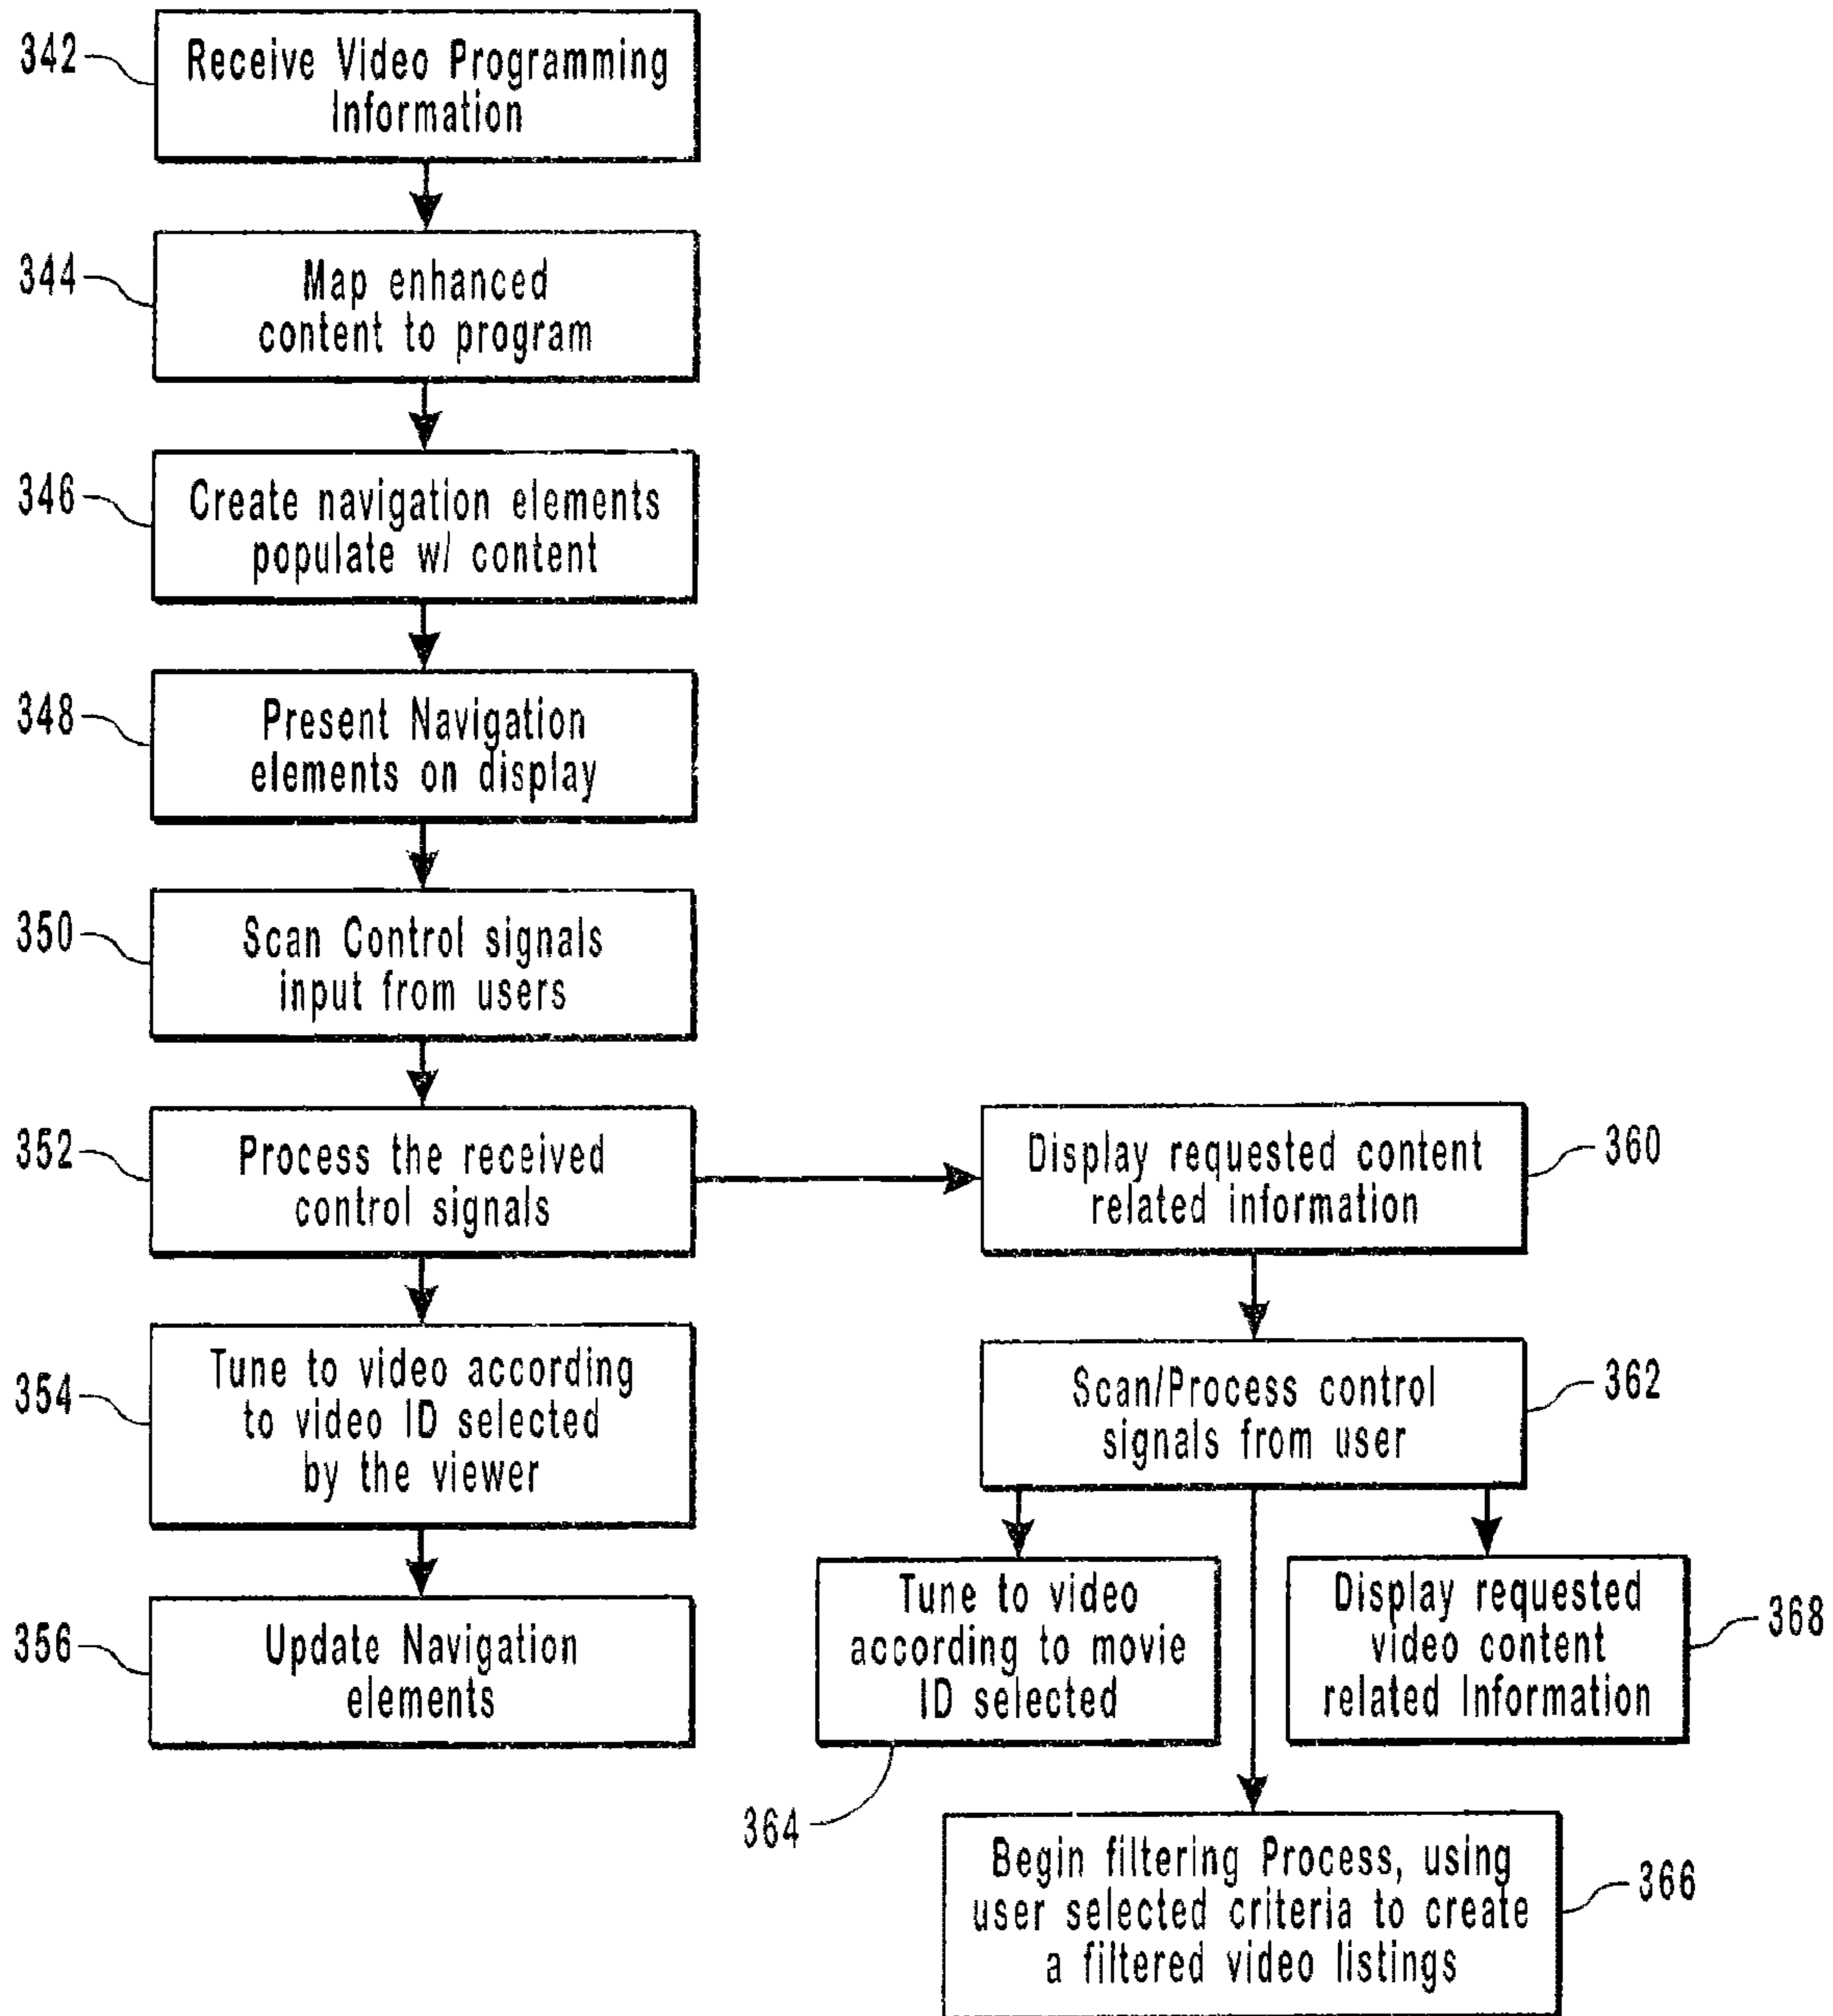 342
Receive Video Programming
Information
344
Map enhanced
content to program
346
Create navigation elements
populate w/ content
348
Present Navigation
elements on display
350
Scan Control signals
input from users
352
Process the received
control signals
354
Tune to video according
to video ID selected
by the viewer
356
Update Navigation
elements
Display requested content
related information
360
Scan/Process control
signals from user
362
Tune to video
according to movie
ID selected
364
Display requested
video content
related Information
368
Begin filtering Process, using
user selected criteria to create
a filtered video listings
366